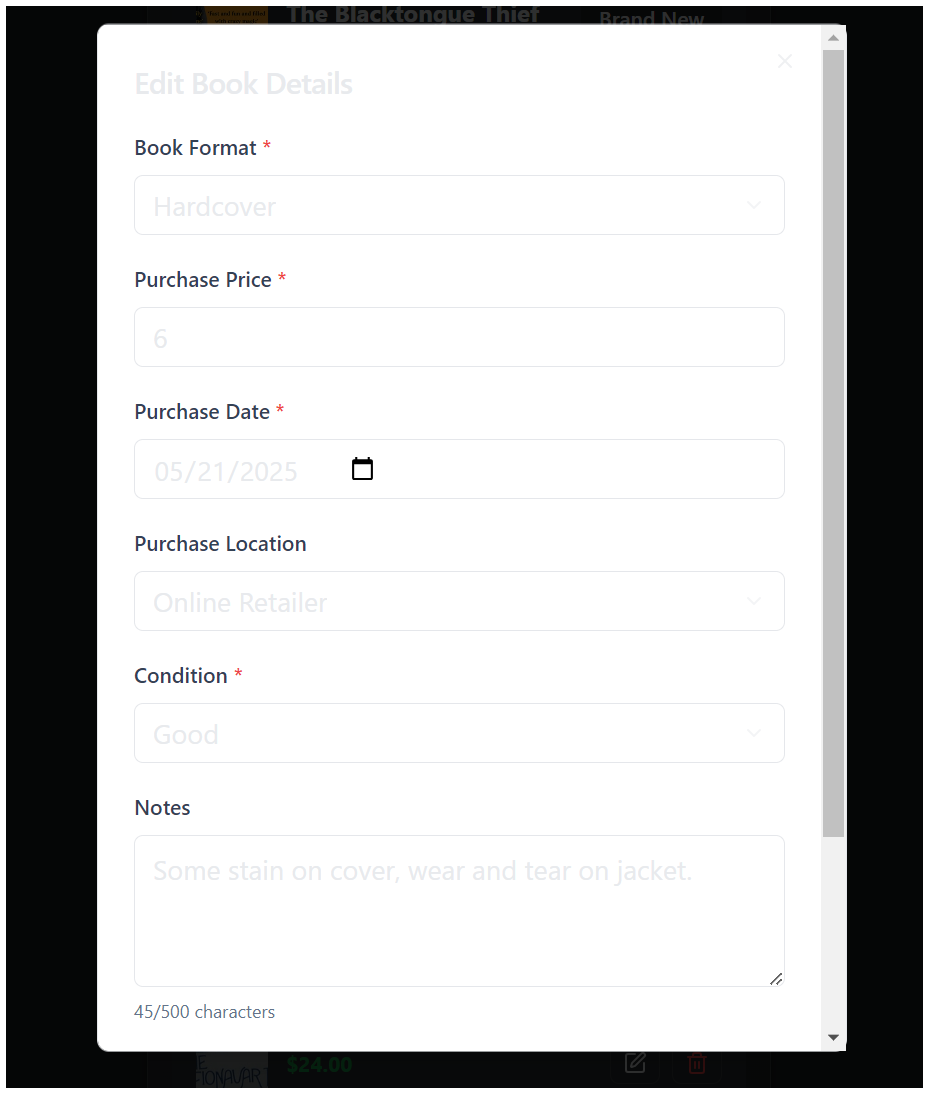 The Blacktongue Thief
Brand New
Edit Book Details
Book Format *
Hardcover
Purchase Price *
6
Purchase Date *
05/21/2025
Purchase Location
Online Retailer
Condition *
Good
Notes
Some stain on cover, wear and tear on jacket.
45/500 characters
$24.00